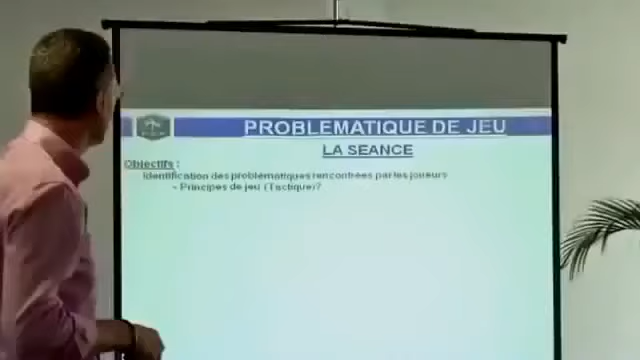 PROBLEMATIQUE DE JEU
LA SEANCE
Objectifs :
Identification des problématiques rencontrées par les joueurs
- Principes de jeu (Tactique)?